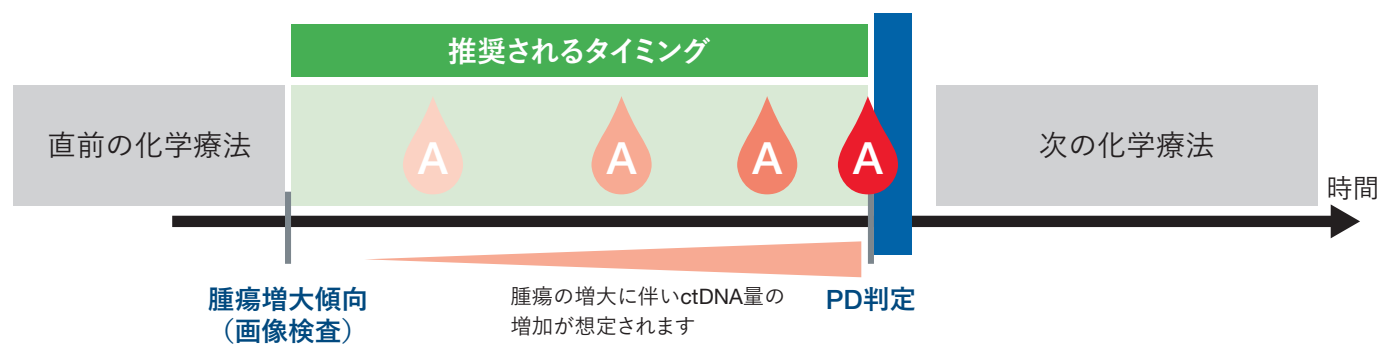 推奨されるタイミング
直前の化学療法
A
A
A
A
次の化学療法
時間
腫瘍増大傾向
（画像検査）
腫瘍の増大に伴いctDNA量の
増加が想定されます
PD判定